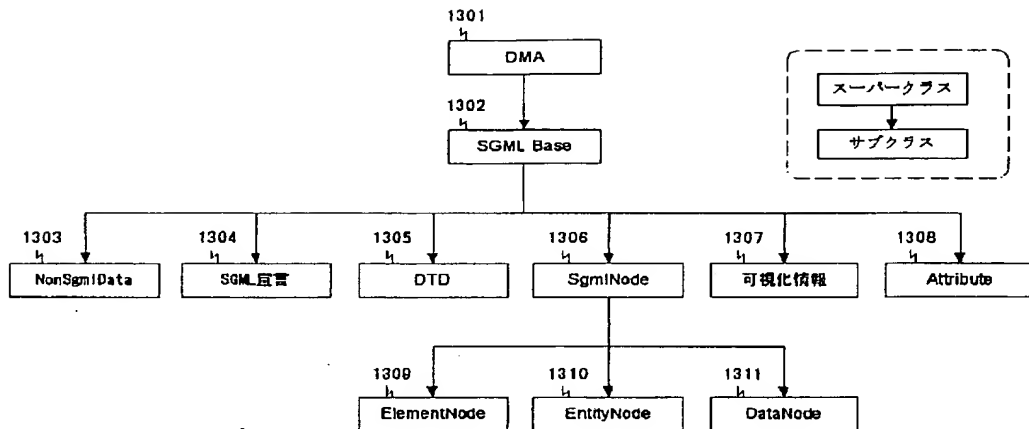 1301
DMA
スーパークラス
1302
SGML Base
サブクラス
1303
1304
1305
1306
1307
1308
NonSgmlData
SGML宣言
DTD
SgmlNode
可視化情報
Attribute
1309
1310
1311
ElementNode
EntityNode
DataNode